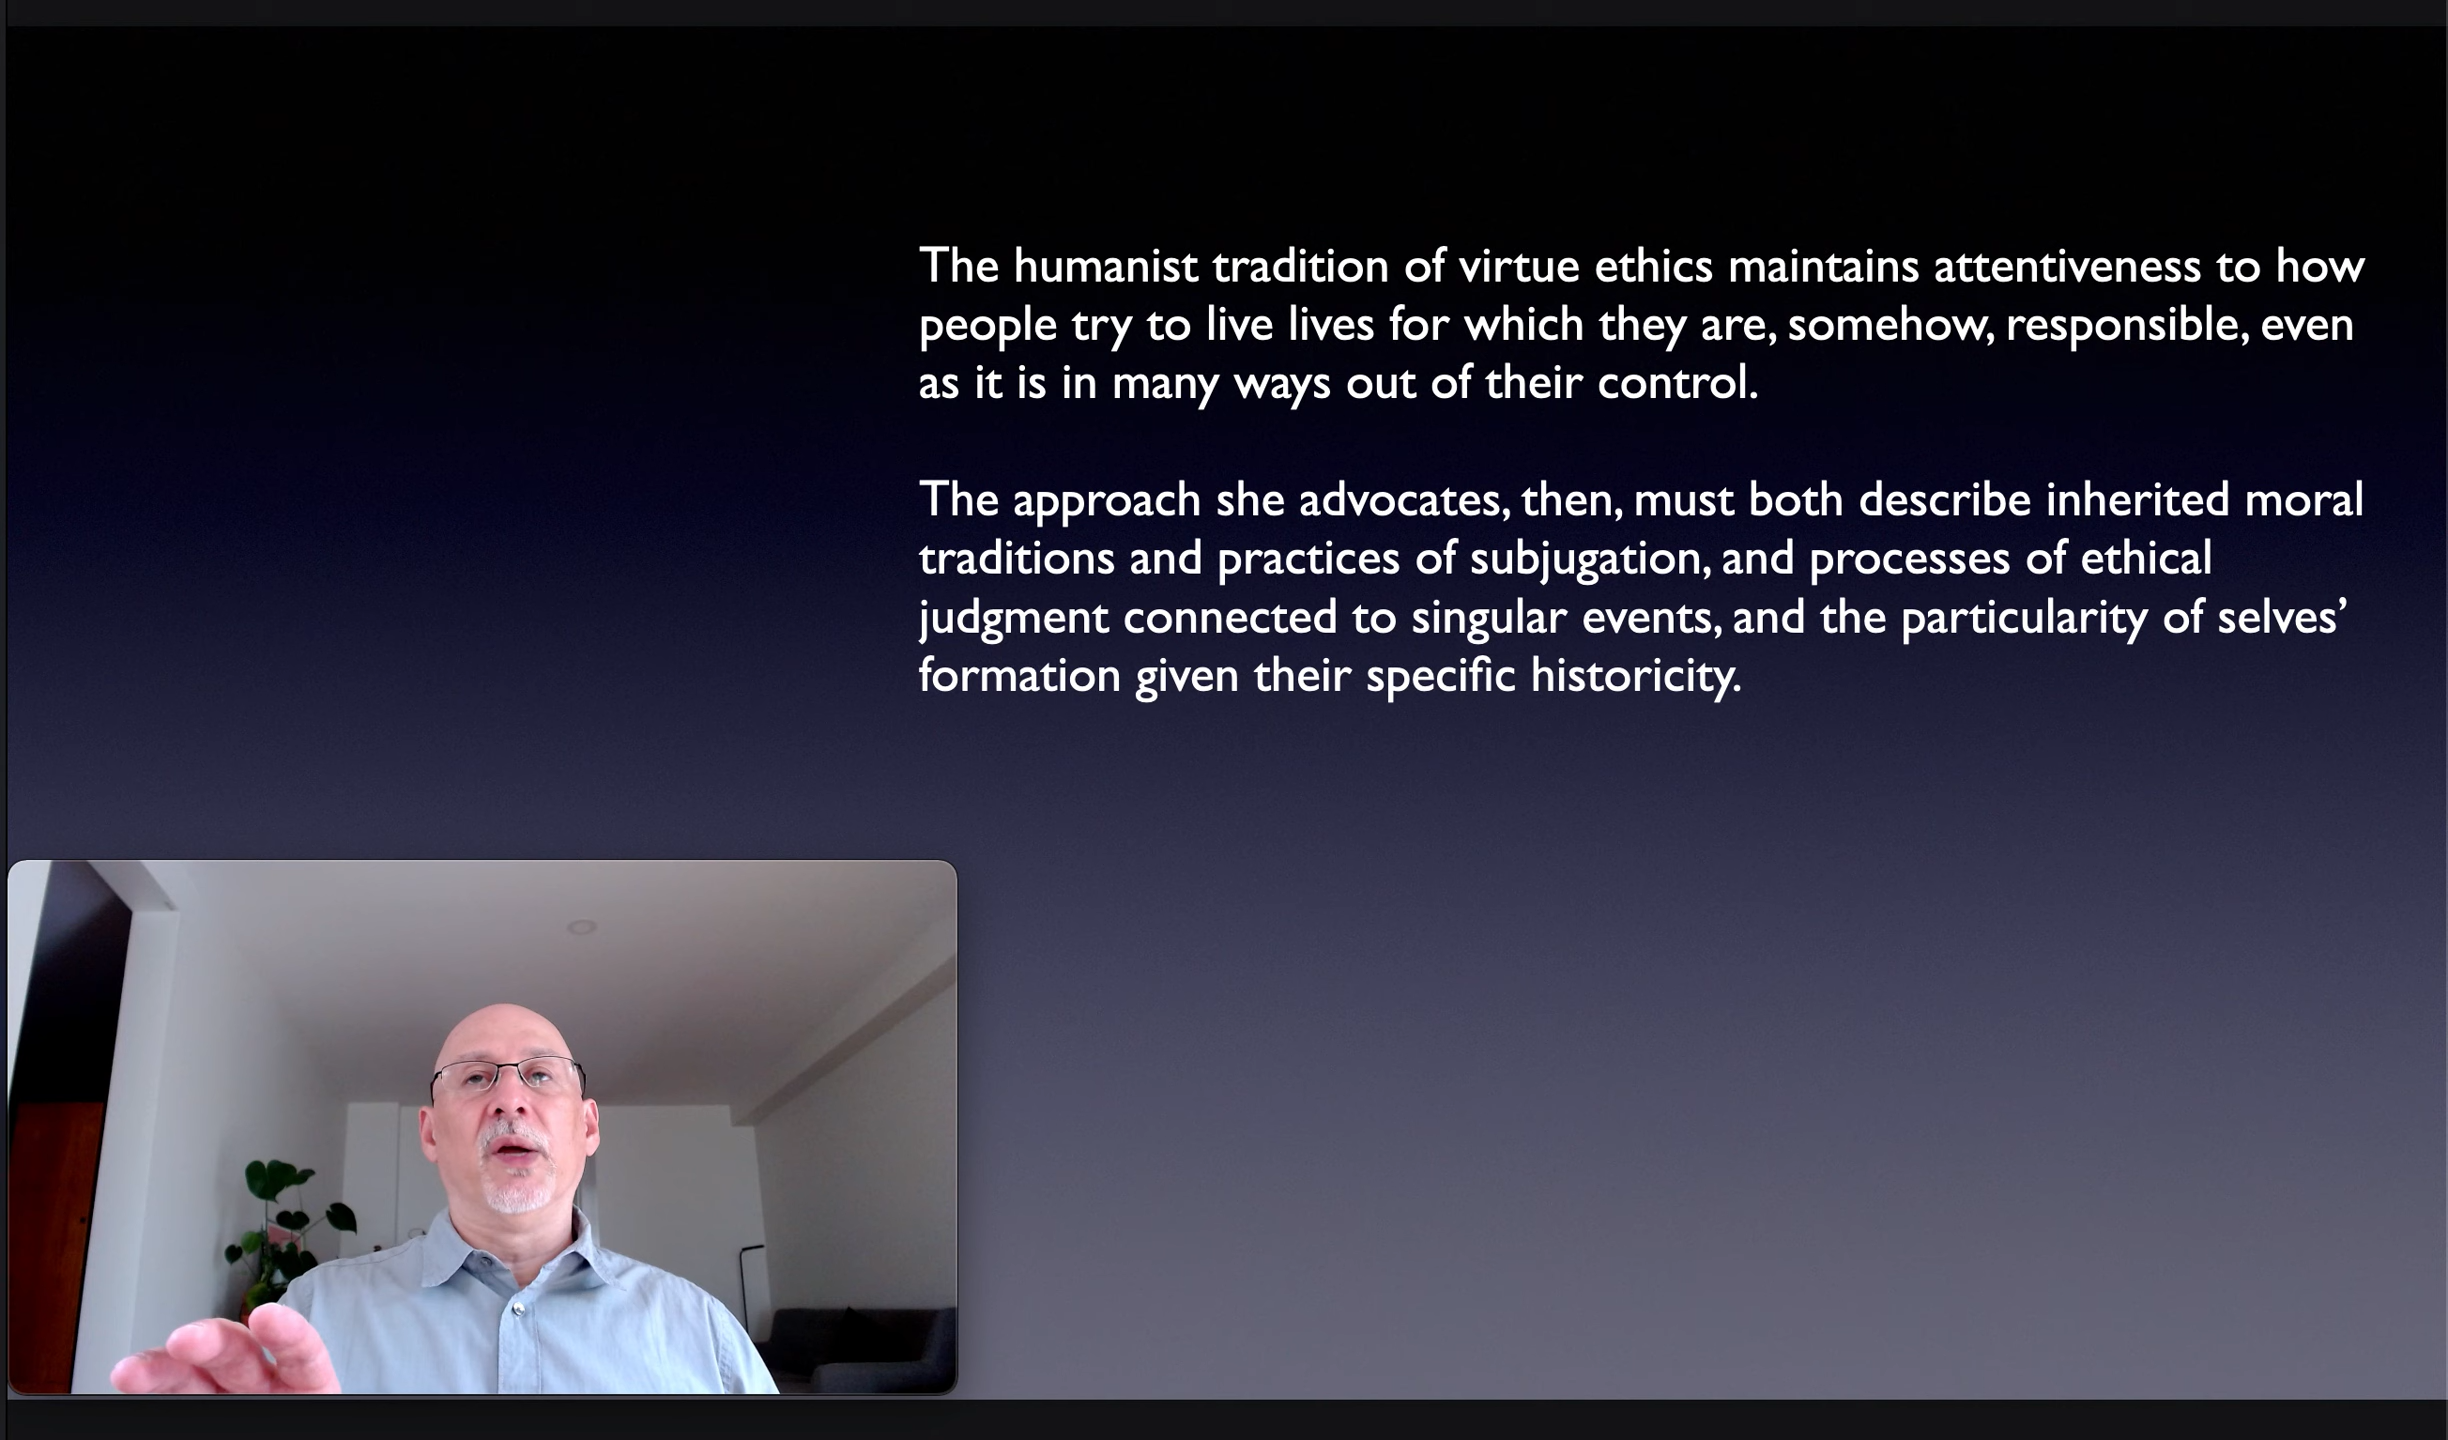 The humanist tradition of virtue ethics maintains attentiveness to how
people try to live lives for which they are, somehow, responsible, even
as it is in many ways out of their control.
The approach she advocates, then, must both describe inherited moral
traditions and practices of subjugation, and processes of ethical
judgment connected to singular events, and the particularity of selves’
formation given their specific historicity.